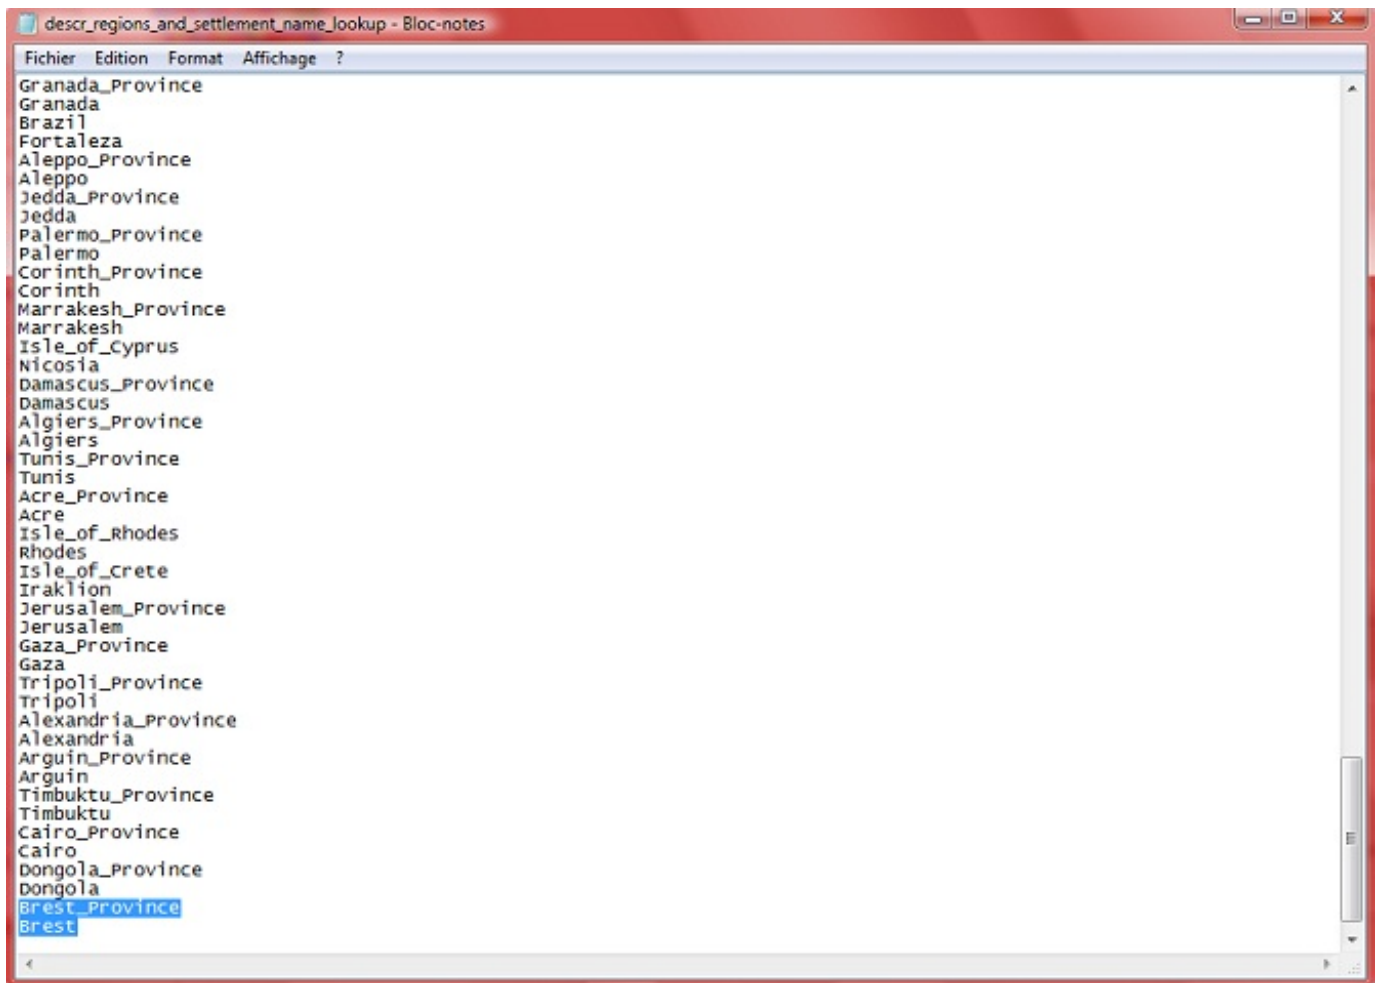 descr_regions_and_settlement_name_lookup - Bloc-notes
Fichier Edition Format Affichage ?
Granada_Province
Granada
Brazil
Fortaleza
Aleppo_Province
Aleppo
Jedda_Province
Jedda
Palermo_Province
Palermo
Corinth_Province
Corinth
Marrakesh_Province
Marrakesh
Isle_of_Cyprus
Nicosia
Damascus_Province
Damascus
Algiers_Province
Algiers
Tunis_Province
Tunis
Acre_Province
Acre
Isle_of_Rhodes
Rhodes
Isle_of_Crete
Iraklion
Jerusalem_Province
Jerusalem
Gaza_Province
Gaza
Tripoli_Province
Tripoli
Alexandria_Province
Alexandria
Arguin_Province
Arguin
Timbuktu_Province
Timbuktu
Cairo_Province
Cairo
Dongola_Province
Dongola
Brest_Province
Brest